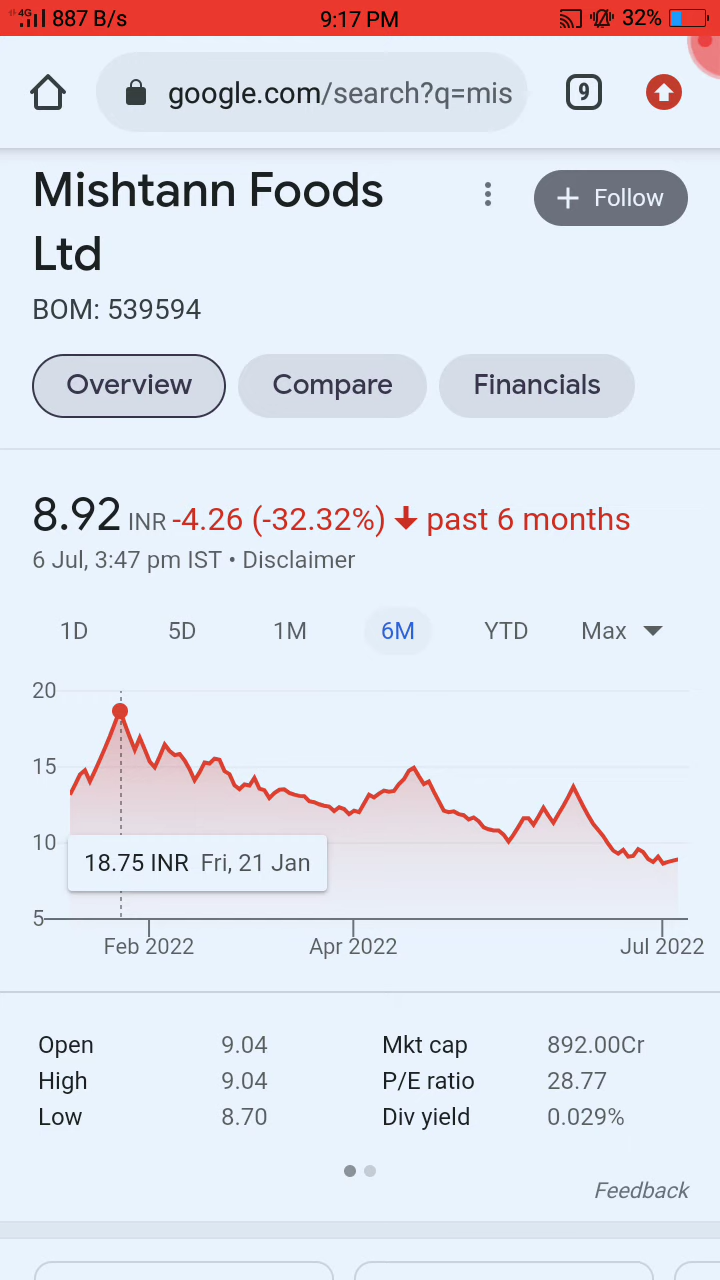 4G 887 B/s 9:17 PM 32%
google.com/search?q=mis 9
Mishtann Foods
Ltd
+ Follow
BOM: 539594
Overview Compare Financials
8.92 INR -4.26 (-32.32%) ↓ past 6 months
6 Jul, 3:47 pm IST • Disclaimer
1D 5D 1M 6M YTD Max
20
15
10
18.75 INR Fri, 21 Jan
5
Feb 2022 Apr 2022 Jul 2022
Open 9.04 Mkt cap 892.00Cr
High 9.04 P/E ratio 28.77
Low 8.70 Div yield 0.029%
Feedback